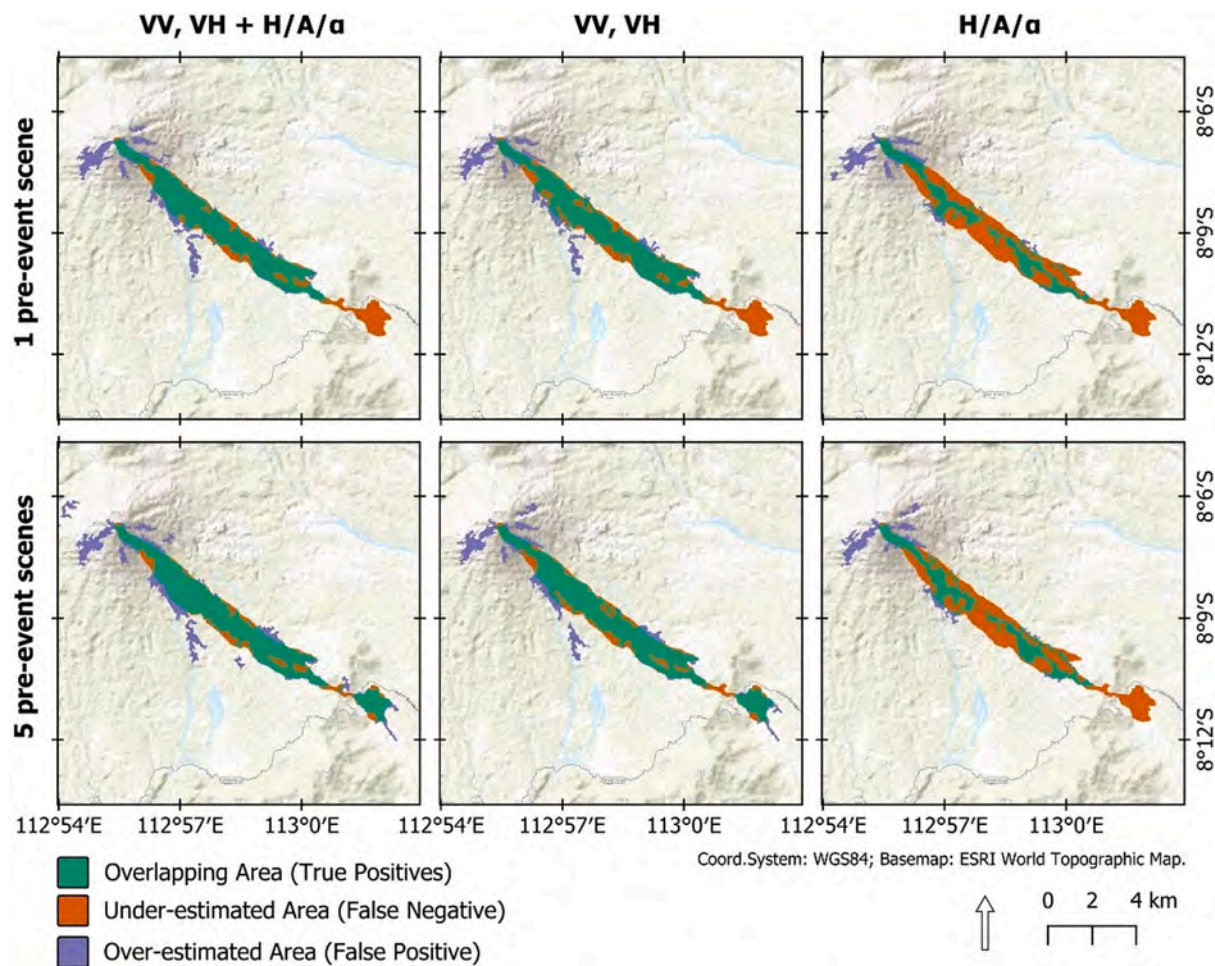 VV, VH + H/A/α
VV, VH
H/A/α
1 pre-event scene
8°6′S
8°9′S
8°12′S
5 pre-event scenes
8°6′S
8°9′S
8°12′S
112°54′E
112°57′E
113°0′E
112°54′E
112°57′E
113°0′E
112°54′E
112°57′E
113°0′E
Coord.System: WGS84; Basemap: ESRI World Topographic Map.
Overlapping Area (True Positives)
Under-estimated Area (False Negative)
Over-estimated Area (False Positive)
0 2 4 km